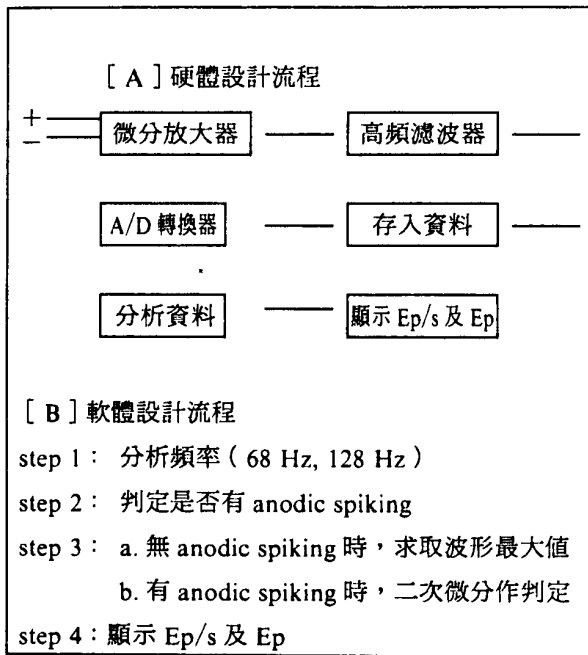 [ A ] 硬體設計流程
+
−
微分放大器 高頻濾波器
A/D 轉換器 存入資料
分析資料 顯示 Ep/s 及 Ep
[ B ] 軟體設計流程
step 1： 分析頻率 ( 68 Hz, 128 Hz )
step 2： 判定是否有 anodic spiking
step 3： a. 無 anodic spiking 時，求取波形最大值
b. 有 anodic spiking 時，二次微分作判定
step 4：顯示 Ep/s 及 Ep